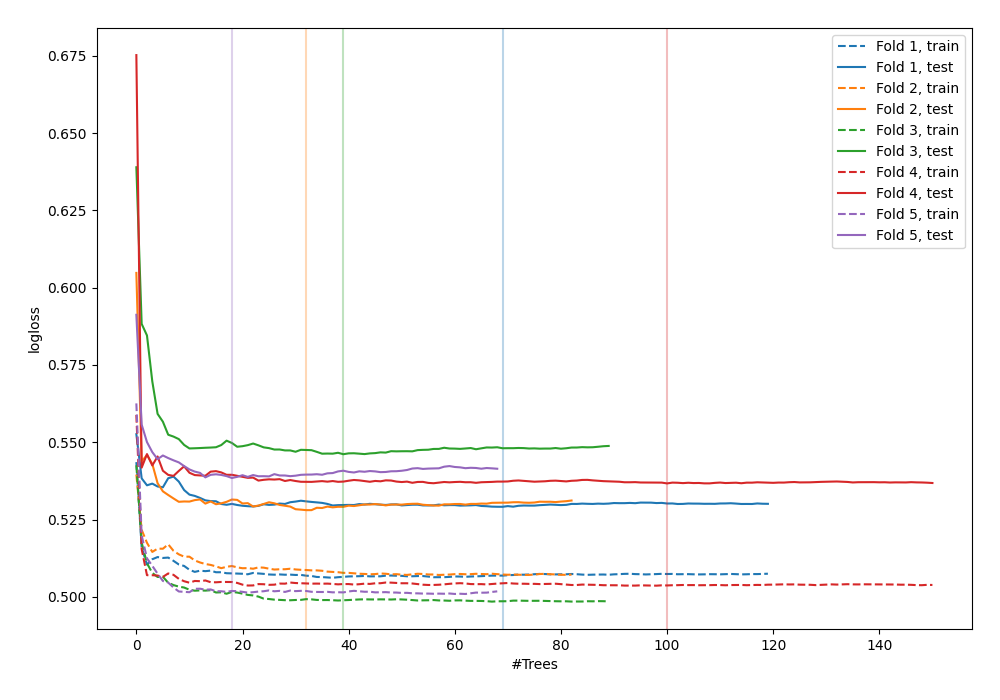 0.675
0.650
0.625
0.600
0.575
0.550
0.525
0.500
logloss
0
20
40
60
80
100
120
140
#Trees
Fold 1, train
Fold 1, test
Fold 2, train
Fold 2, test
Fold 3, train
Fold 3, test
Fold 4, train
Fold 4, test
Fold 5, train
Fold 5, test